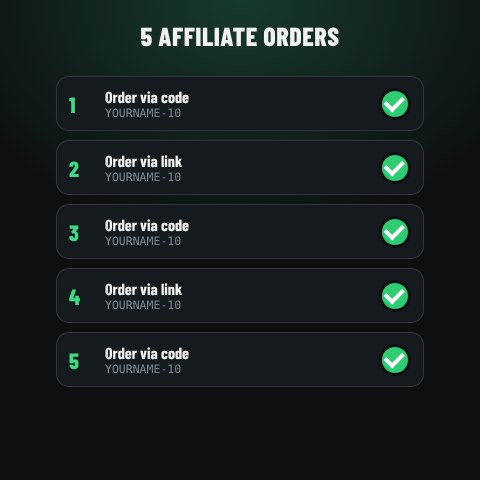 5 AFFILIATE ORDERS
1
Order via code
YOURNAME-10
2
Order via link
YOURNAME-10
3
Order via code
YOURNAME-10
4
Order via link
YOURNAME-10
5
Order via code
YOURNAME-10